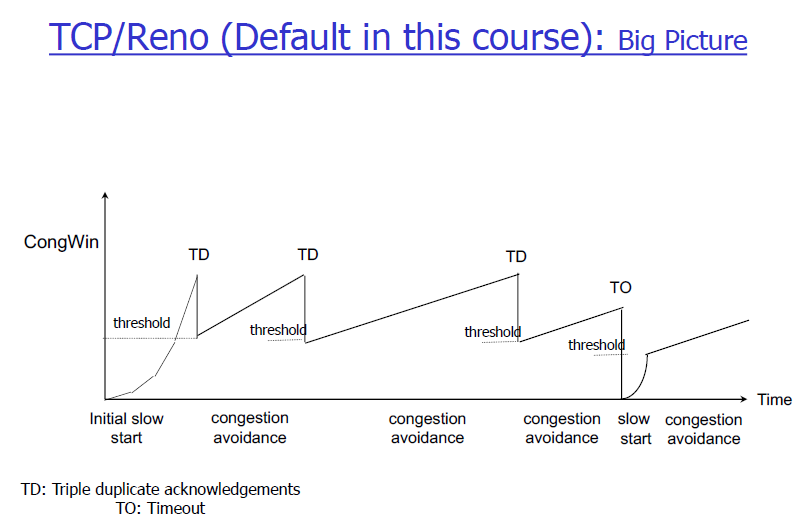 TCP/Reno (Default in this course): Big Picture
CongWin
TD
TD
TD
TO
threshold
threshold
threshold
threshold
Time
Initial slow
start
congestion
avoidance
congestion
avoidance
congestion
avoidance
slow
start
congestion
avoidance
TD: Triple duplicate acknowledgements
TO: Timeout